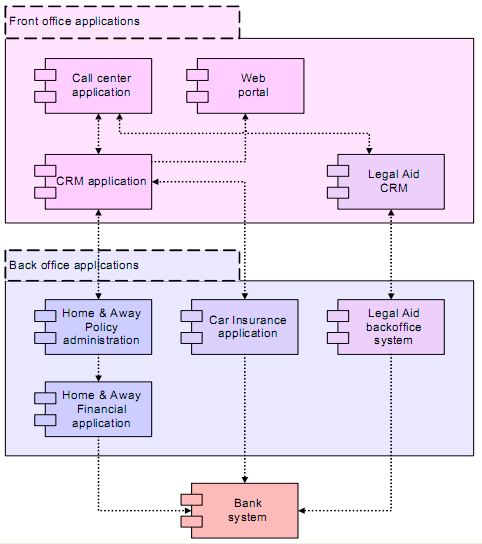 Front office applications
Call center
application
Web
portal
CRM application
Legal Aid
CRM
Back office applications
Home & Away
Policy
administration
Car Insurance
application
Legal Aid
backoffice
system
Home & Away
Financial
application
Bank
system